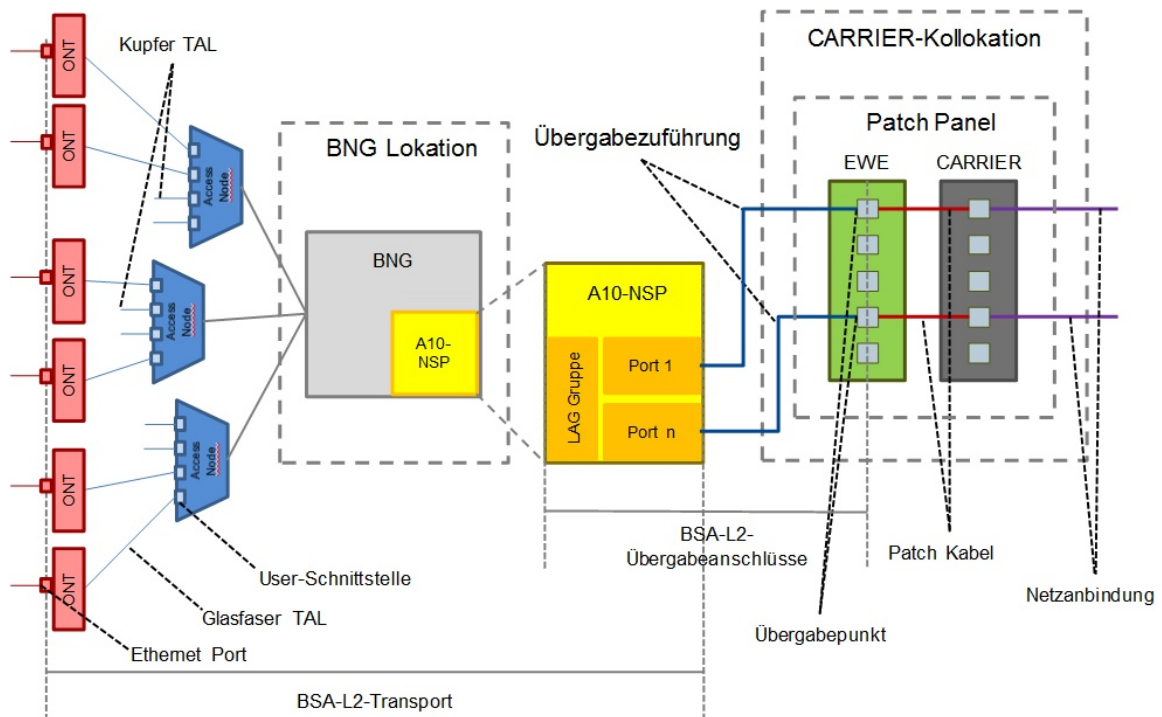 ONT
ONT
ONT
ONT
ONT
ONT
Kupfer TAL
Access
Node
Access
Node
Access
Node
User-Schnittstelle
Glasfaser TAL
Ethernet Port
BSA-L2-Transport
BNG Lokation
BNG
A10-
NSP
A10-NSP
LAG Gruppe
Port 1
Port n
Übergabezuführung
BSA-L2-
Übergabeanschlüsse
CARRIER-Kollokation
Patch Panel
EWE
CARRIER
Patch Kabel
Übergabepunkt
Netzanbindung